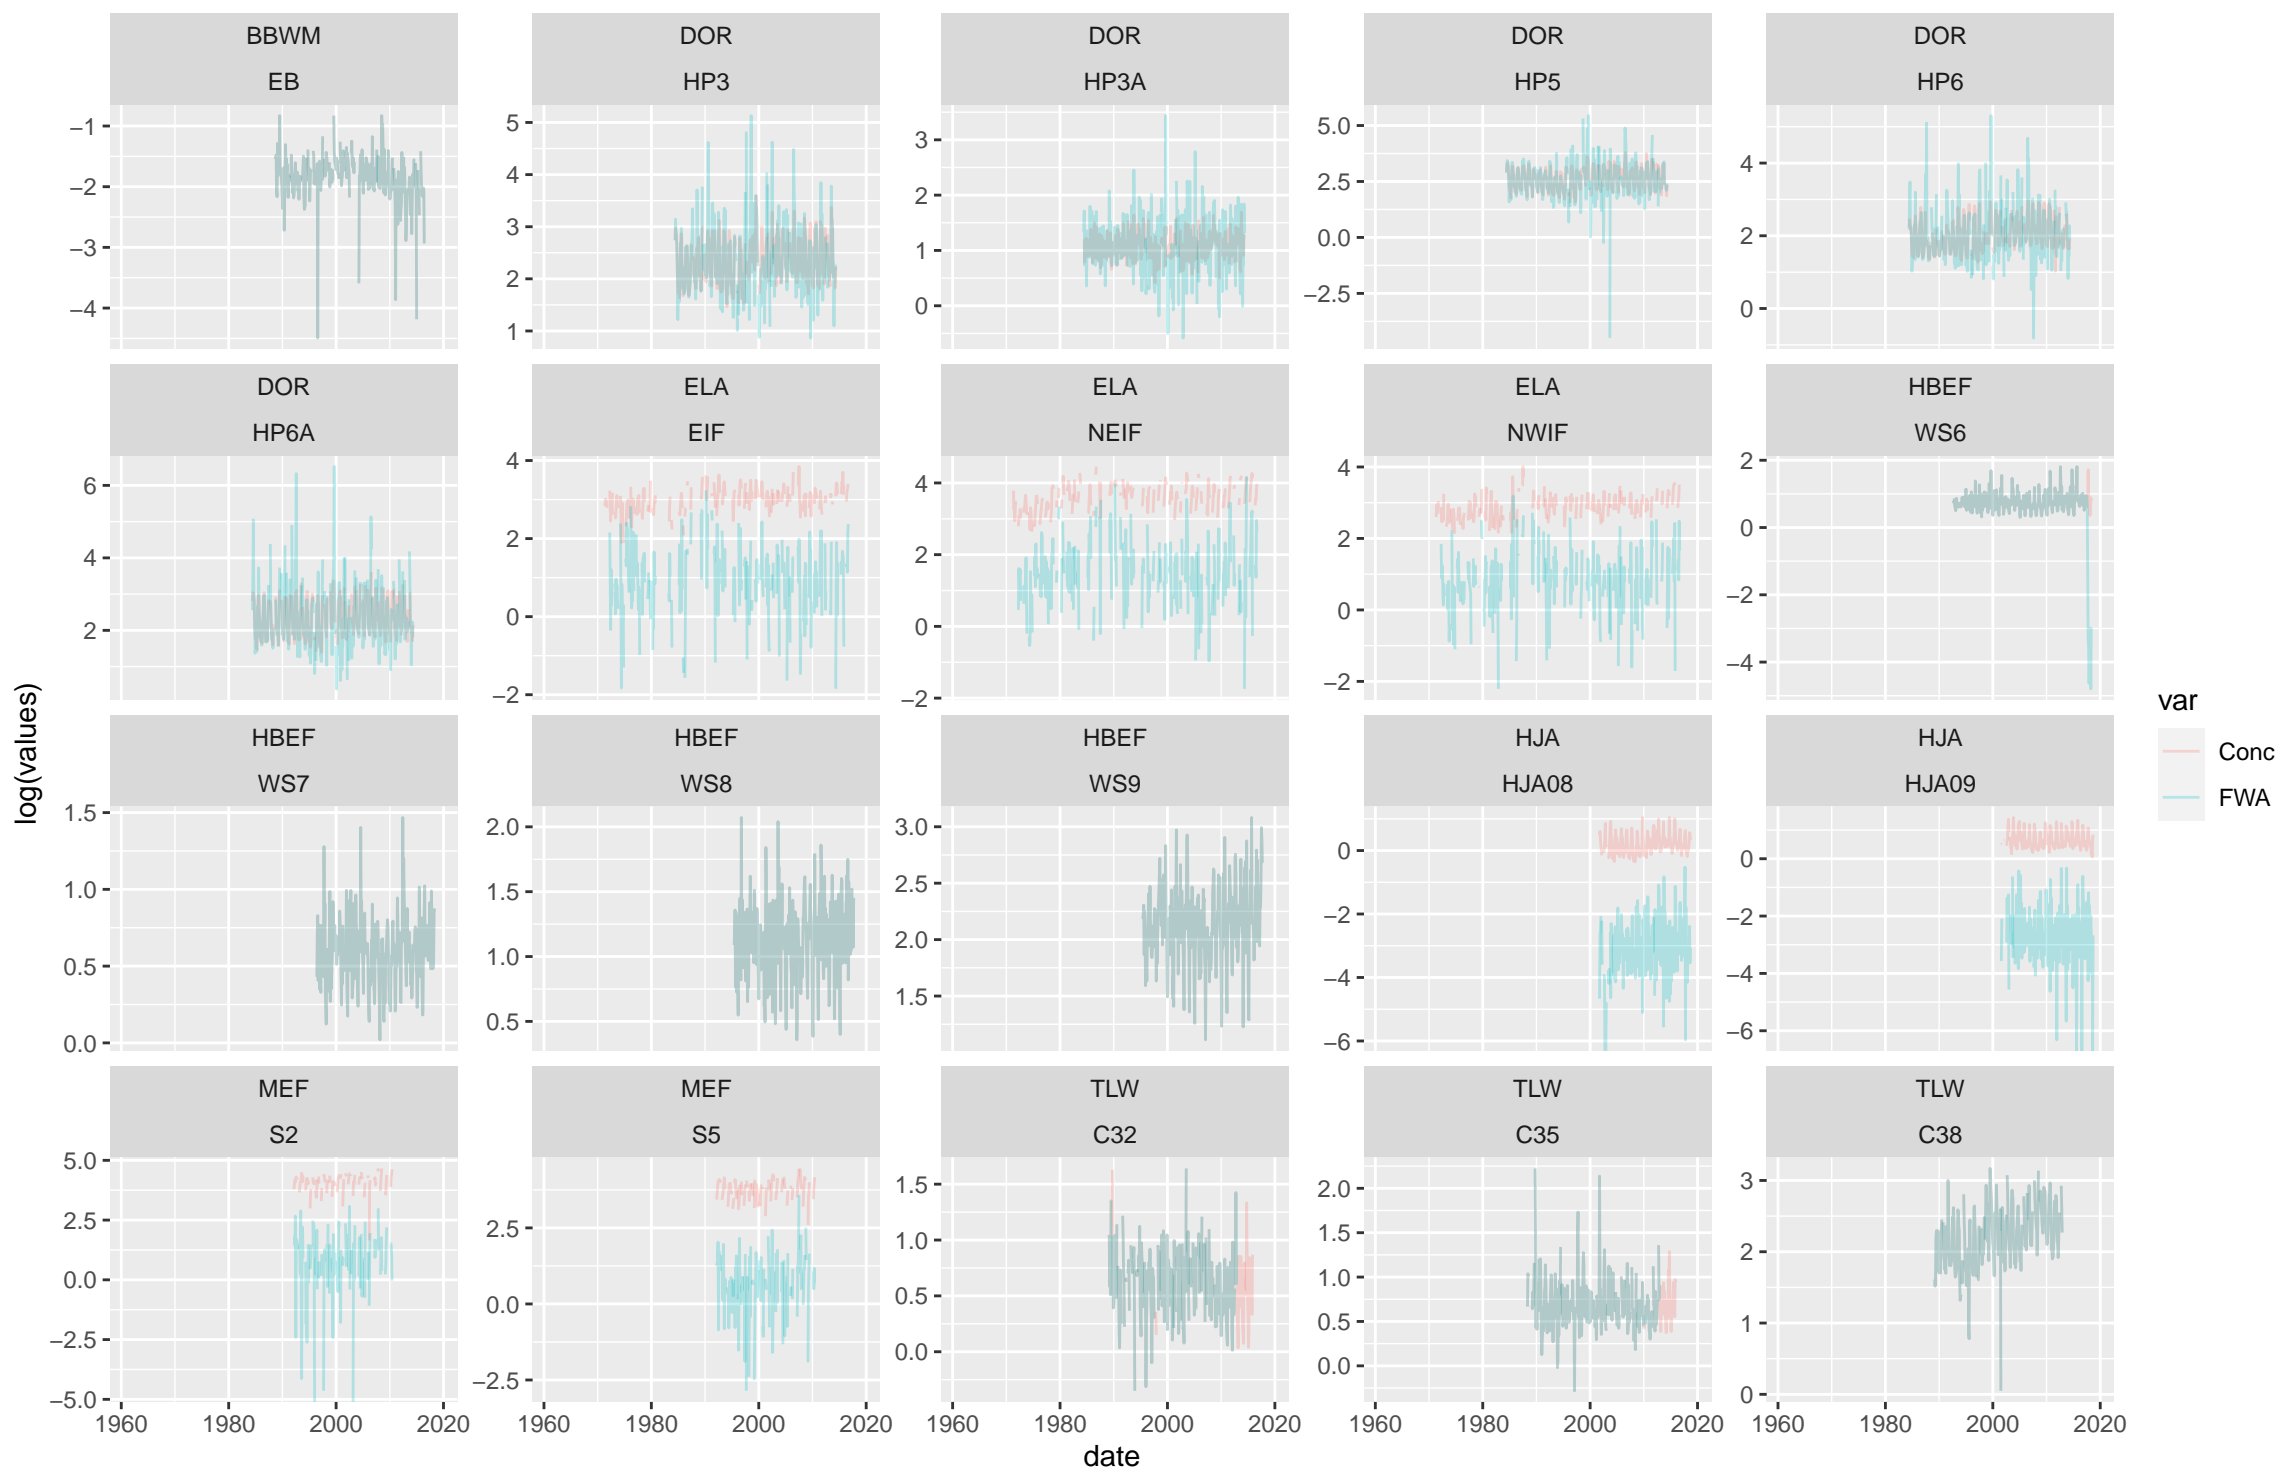 BBWM
EB
−1
−2
−3
−4
DOR
HP3
5
4
3
2
1
DOR
HP3A
3
2
1
0
DOR
HP5
5.0
2.5
0.0
−2.5
DOR
HP6
4
2
0
DOR
HP6A
6
4
2
ELA
EIF
4
2
0
−2
ELA
NEIF
4
2
0
−2
ELA
NWIF
4
2
0
−2
HBEF
WS6
2
0
−2
−4
HBEF
WS7
1.5
1.0
0.5
0.0
HBEF
WS8
2.0
1.5
1.0
0.5
HBEF
WS9
3.0
2.5
2.0
1.5
HJA
HJA08
0
−2
−4
−6
HJA
HJA09
0
−2
−4
−6
MEF
S2
5.0
2.5
0.0
−2.5
−5.0
1960 1980 2000 2020
MEF
S5
2.5
0.0
−2.5
1960 1980 2000 2020
TLW
C32
1.5
1.0
0.5
0.0
1960 1980 2000 2020
TLW
C35
2.0
1.5
1.0
0.5
0.0
1960 1980 2000 2020
TLW
C38
3
2
1
0
1960 1980 2000 2020
date
log(values)
var
Conc
FWA